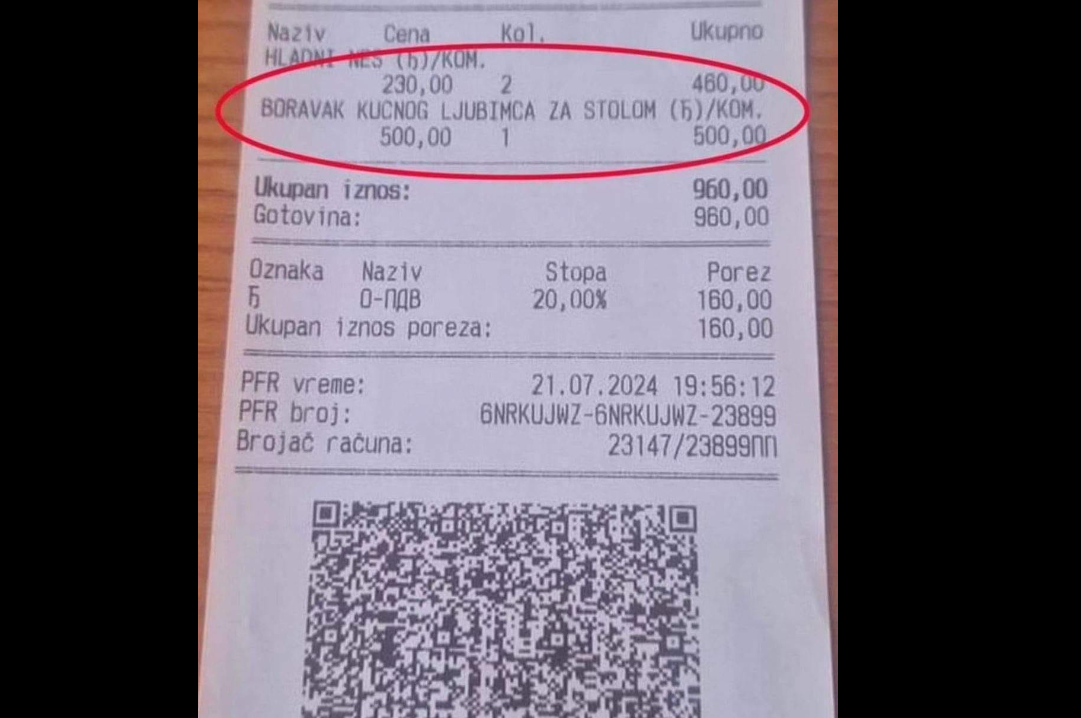 Naziv Cena Kol. Ukupno
HLADNI NES (Ђ)/KOM.
230,00 2 460,00
BORAVAK KUCNOG LJUBIMCA ZA STOLOM (Ђ)/KOM.
500,00 1 500,00
Ukupan iznos: 960,00
Gotovina: 960,00
Oznaka Naziv Stopa Porez
Ђ О-ПДВ 20,00% 160,00
Ukupan iznos poreza: 160,00
PFR vreme: 21.07.2024 19:56:12
PFR broj: 6NRKUJWZ-6NRKUJWZ-23899
Brojač računa: 23147/23899ПП